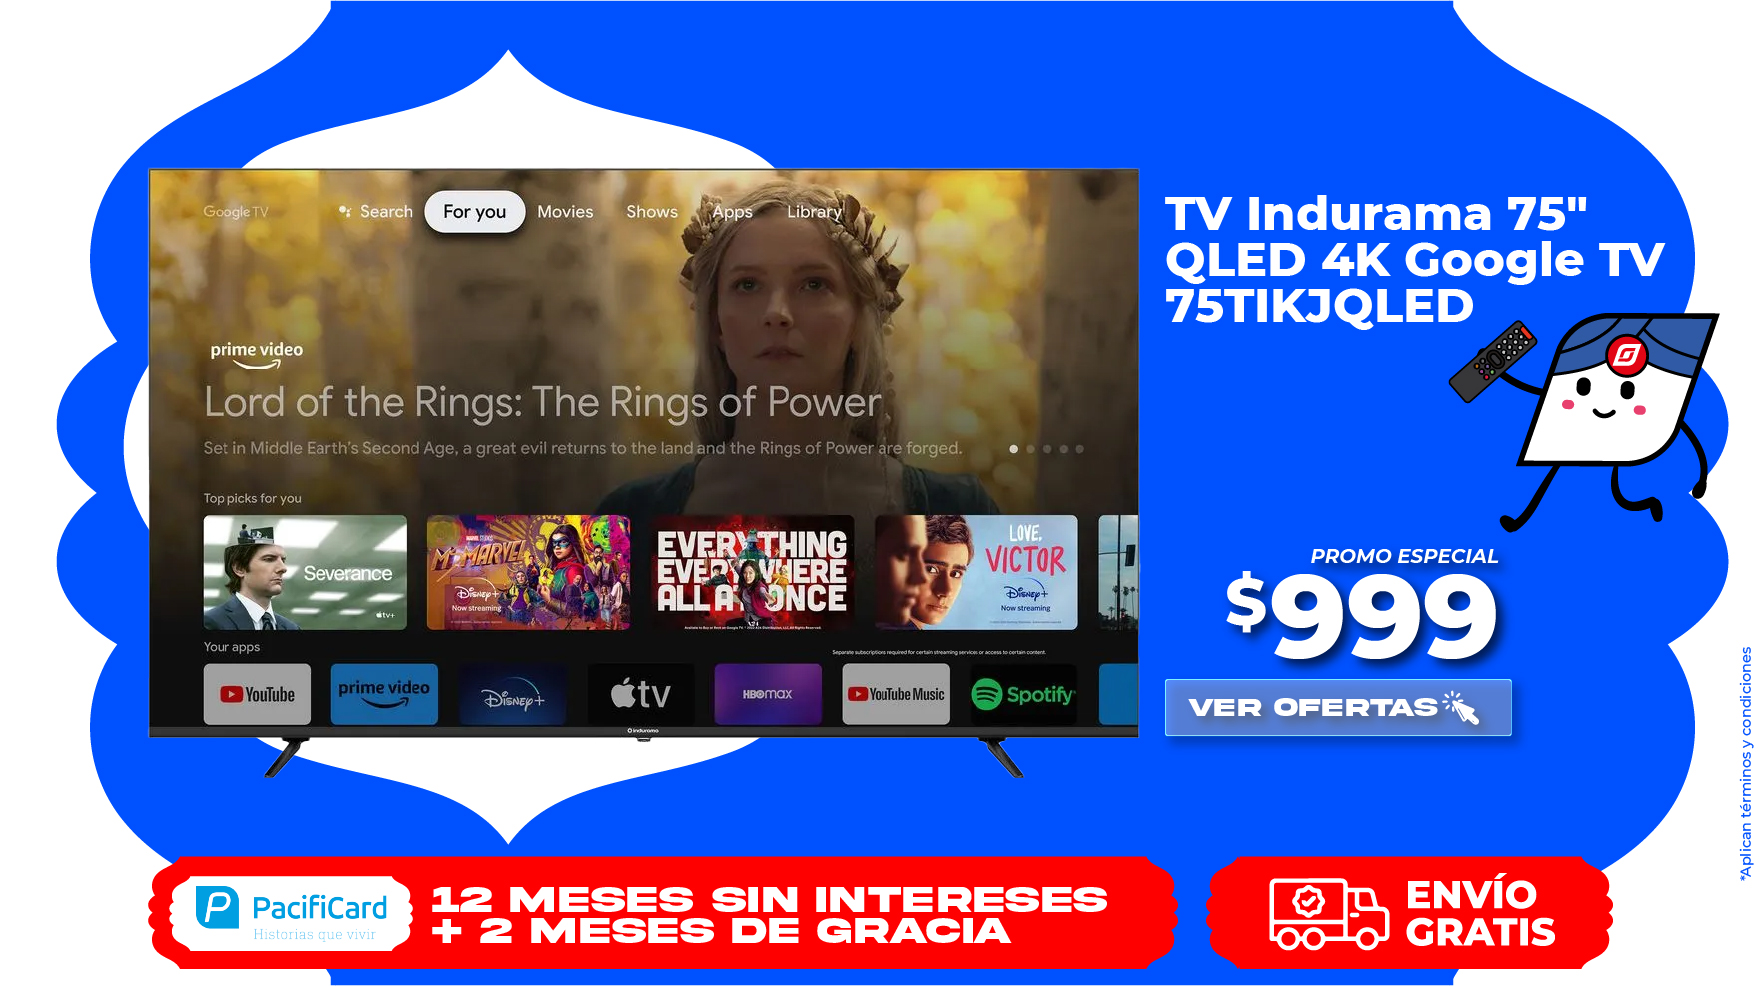 Google TV
Search
For you
Movies
Shows
Apps
Library
prime video
Lord of the Rings: The Rings of Power
Set in Middle Earth's Second Age, a great evil returns to the land and the Rings of Power are forged.
Top picks for you
Severance
tv+
MARVEL STUDIOS
MS. MARVEL
Disney+
Now streaming
EVERYTHING
EVERYWHERE
ALL AT ONCE
A24
LOVE,
VICTOR
Disney+
Now streaming
Your apps
Separate subscriptions required for certain streaming services or access to certain content.
YouTube
prime video
Disney+
tv
HBOMAX
YouTube Music
Spotify
indurama
TV Indurama 75"
QLED 4K Google TV
75TIKJQLED
PROMO ESPECIAL
$999
VER OFERTAS
*Aplican términos y condiciones
PacifiCard
Historias que vivir
12 MESES SIN INTERESES
+ 2 MESES DE GRACIA
ENVÍO
GRATIS